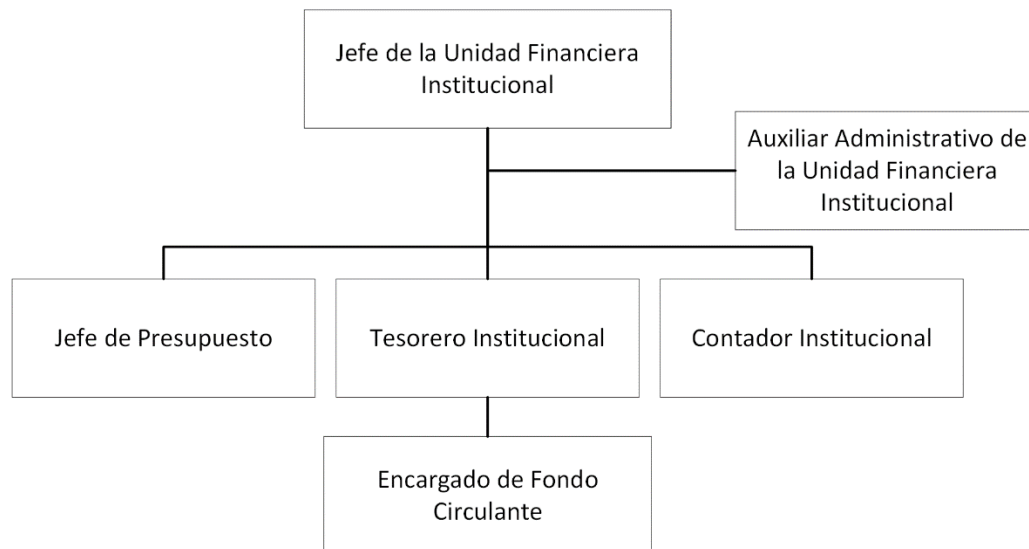 Jefe de la Unidad Financiera
Institucional
Auxiliar Administrativo de
la Unidad Financiera
Institucional
Jefe de Presupuesto
Tesorero Institucional
Contador Institucional
Encargado de Fondo
Circulante